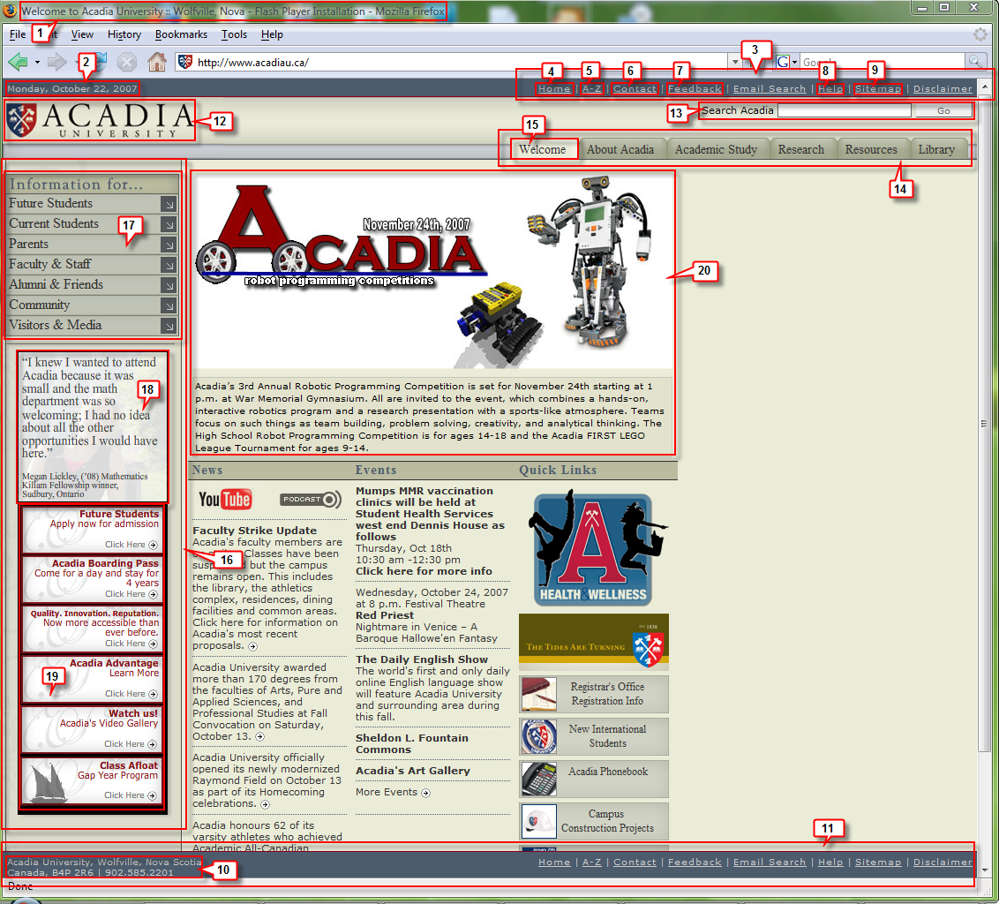 Welcome to Acadia University :: Wolfville, Nova - Flash Player Installation - Mozilla Firefox
1
File View History Bookmarks Tools Help
2
http://www.acadiau.ca/
G
3
4
5
6
7
8
9
Monday, October 22, 2007
Home | A-Z | Contact | Feedback | Email Search | Help | Sitemap | Disclaimer
ACADIA
UNIVERSITY
12
13
Search Acadia
Go
15
Welcome
About Acadia
Academic Study
Research
Resources
Library
14
Information for...
Future Students
Current Students
Parents
Faculty & Staff
Alumni & Friends
Community
Visitors & Media
17
“I knew I wanted to attend
Acadia because it was
small and the math
department was so
welcoming; I had no idea
about all the other
opportunities I would have
here.”
Megan Lickley, (’08) Mathematics
Killam Fellowship winner,
Sudbury, Ontario
18
Future Students
Apply now for admission
Click Here
Acadia Boarding Pass
Come for a day and stay for
4 years
Click Here
Quality. Innovation. Reputation.
Now more accessible than
ever before.
Click Here
Acadia Advantage
Learn More
Click Here
19
Watch us!
Acadia's Video Gallery
Click Here
Class Afloat
Gap Year Program
Click Here
16
November 24th, 2007
ACADIA
robot programming competitions
20
Acadia’s 3rd Annual Robotic Programming Competition is set for November 24th starting at 1
p.m. at War Memorial Gymnasium. All are invited to the event, which combines a hands-on,
interactive robotics program and a research presentation with a sports-like atmosphere. Teams
focus on such things as team building, problem solving, creativity, and analytical thinking. The
High School Robot Programming Competition is for ages 14-18 and the Acadia FIRST LEGO
League Tournament for ages 9-14.
News
YouTube
PODCAST
Faculty Strike Update
Acadia's faculty members are
Classes have been
but the campus
remains open. This includes
the library, the athletics
complex, residences, dining
facilities and common areas.
Click here for information on
Acadia's most recent
proposals.
Acadia University awarded
more than 170 degrees from
the faculties of Arts, Pure and
Applied Sciences, and
Professional Studies at Fall
Convocation on Saturday,
October 13.
Acadia University officially
opened its newly modernized
Raymond Field on October 13
as part of its Homecoming
celebrations.
Acadia honours 62 of its
varsity athletes who achieved
Academic All-Canadian
Events
Mumps MMR vaccination
clinics will be held at
Student Health Services
west end Dennis House as
follows
Thursday, Oct 18th
10:30 am -12:30 pm
Click here for more info
Wednesday, October 24, 2007
at 8 p.m. Festival Theatre
Red Priest
Nightmare in Venice – A
Baroque Hallowe'en Fantasy
The Daily English Show
The world's first and only daily
online English language show
will feature Acadia University
and surrounding area during
this fall.
Sheldon L. Fountain
Commons
Acadia's Art Gallery
More Events
Quick Links
A
HEALTH&WELLNESS
EST 1838
THE TIDES ARE TURNING
Registrar's Office
Registration Info
New International
Students
Acadia Phonebook
Campus
Construction Projects
11
Acadia University, Wolfville, Nova Scotia
Canada, B4P 2R6 | 902.585.2201
10
Home | A-Z | Contact | Feedback | Email Search | Help | Sitemap | Disclaimer
Done